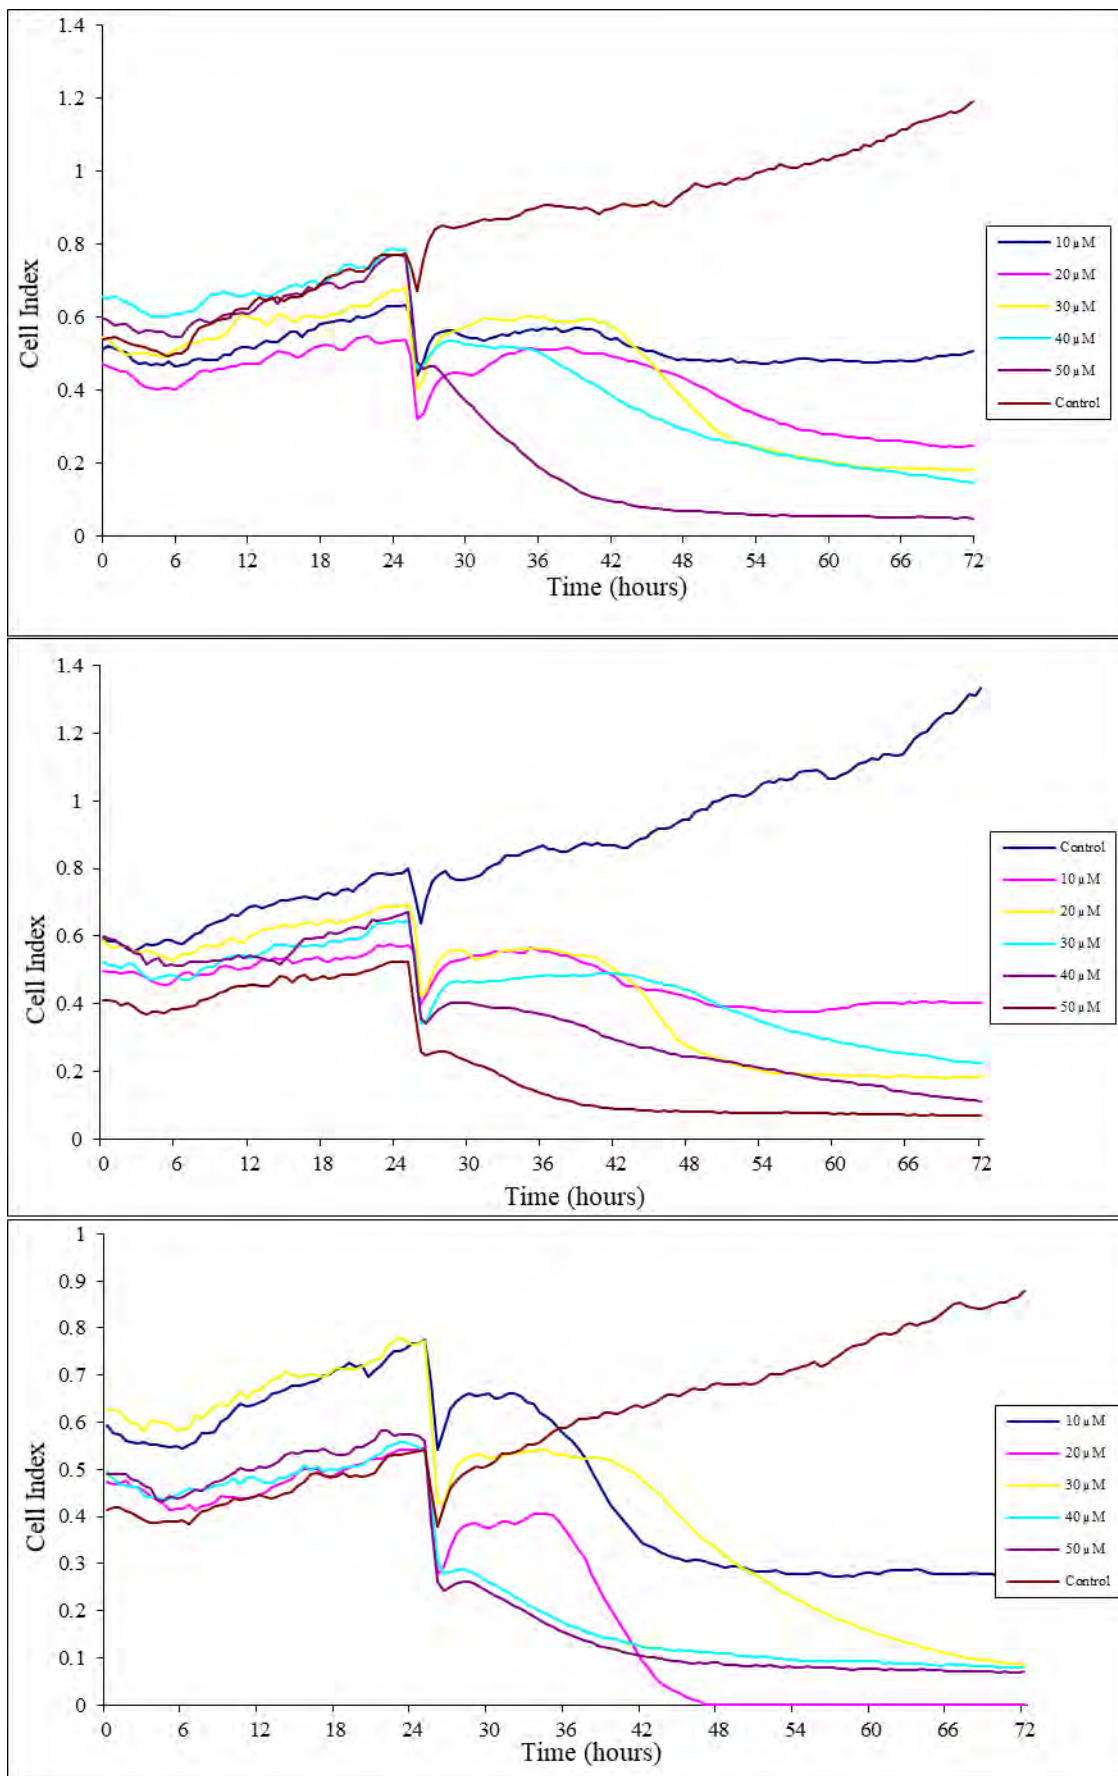 1.4
1.2
1
0.8
0.6
0.4
0.2
0
Cell Index
0 6 12 18 24 30 36 42 48 54 60 66 72
Time (hours)
10 µM
20 µM
30 µM
40 µM
50 µM
Control
1.4
1.2
1
0.8
0.6
0.4
0.2
0
Cell Index
0 6 12 18 24 30 36 42 48 54 60 66 72
Time (hours)
Control
10 µM
20 µM
30 µM
40 µM
50 µM
1
0.9
0.8
0.7
0.6
0.5
0.4
0.3
0.2
0.1
0
Cell Index
0 6 12 18 24 30 36 42 48 54 60 66 72
Time (hours)
10 µM
20 µM
30 µM
40 µM
50 µM
Control